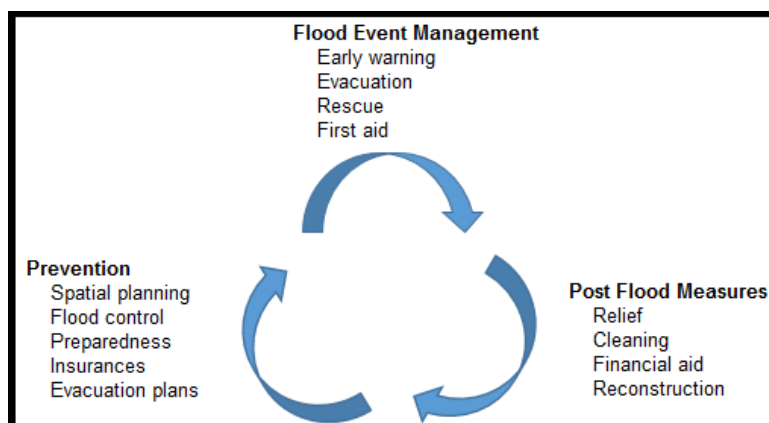 Flood Event Management
Early warning
Evacuation
Rescue
First aid
Prevention
Spatial planning
Flood control
Preparedness
Insurances
Evacuation plans
Post Flood Measures
Relief
Cleaning
Financial aid
Reconstruction